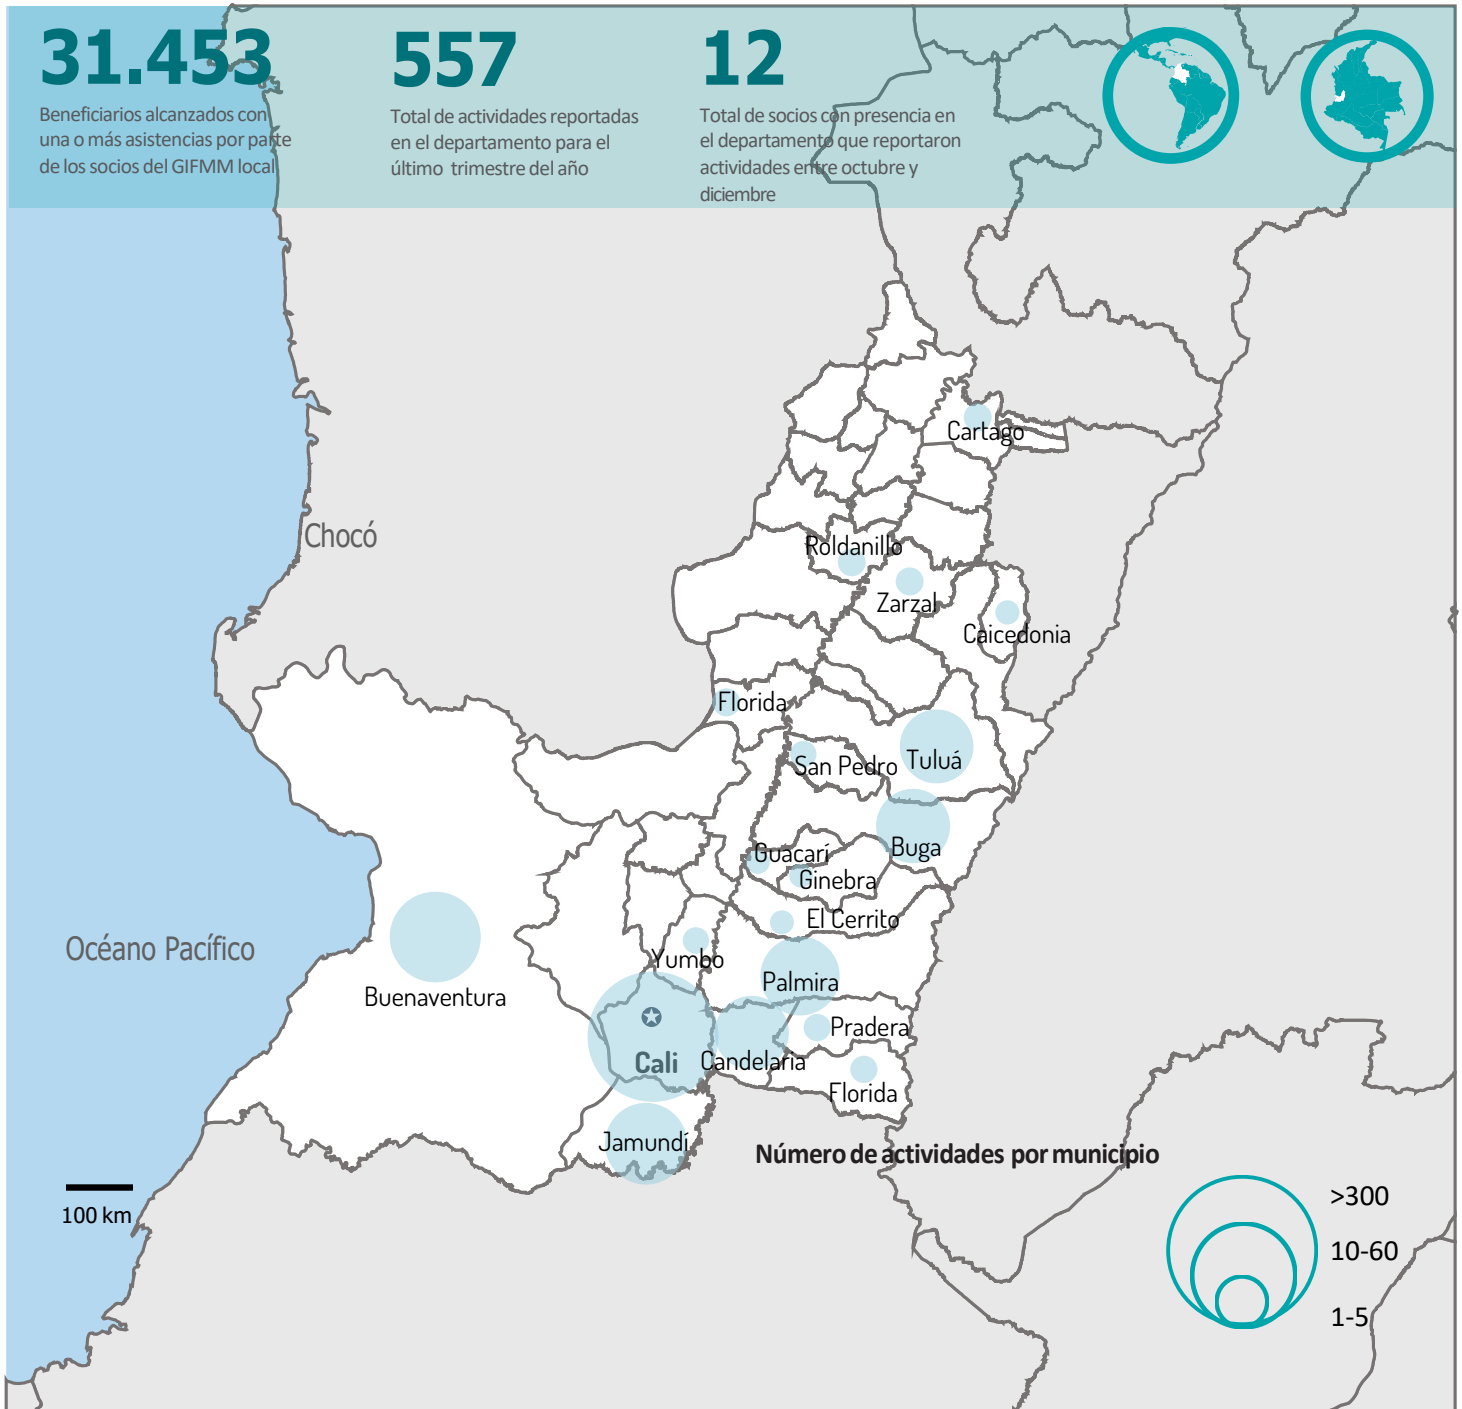 31.453
Beneficiarios alcanzados con
una o más asistencias por parte
de los socios del GIFMM local
557
Total de actividades reportadas
en el departamento para el
último trimestre del año
12
Total de socios con presencia en
el departamento que reportaron
actividades entre octubre y
diciembre
Cartago
Chocó
Roldanillo
Zarzal
Caicedonia
Florida
San Pedro
Tuluá
Buga
Guacarí
Ginebra
El Cerrito
Océano Pacífico
Yumbo
Palmira
Buenaventura
Pradera
Cali
Candelaria
Florida
Jamundí
Número de actividades por municipio
100 km
>300
10-60
1-5